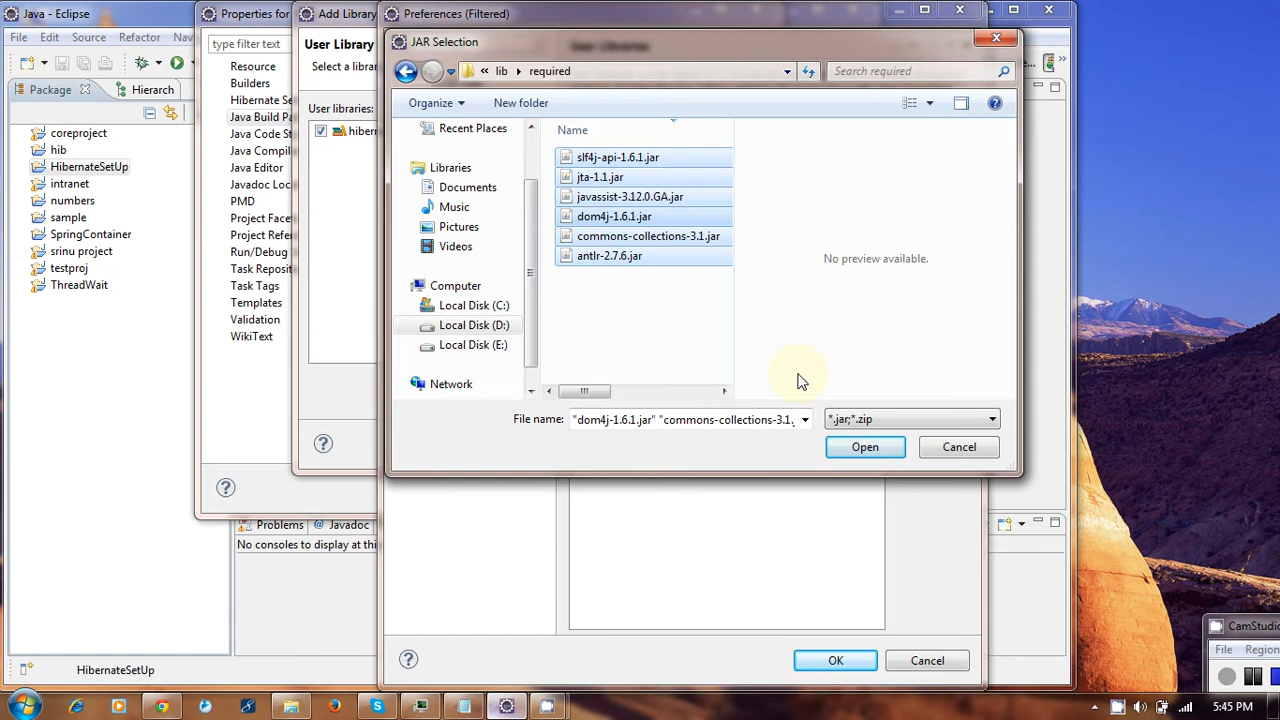 Java - Eclipse
File Edit Source Refactor Nav
Package Hierarch
coreproject
hib
HibernateSetUp
intranet
numbers
sample
SpringContainer
srinu project
testproj
ThreadWait
HibernateSetUp
Properties for
type filter text
Resource
Builders
Hibernate Se
Java Build Pa
Java Code St
Java Compil
Java Editor
Javadoc Loc
PMD
Project Face
Project Refer
Run/Debug
Task Reposit
Task Tags
Templates
Validation
WikiText
Problems @ Javadoc
No consoles to display at thi
Add Library
User Library
Select a librar
User libraries:
hibern
Preferences (Filtered)
User Libraries
JAR Selection
lib required
Search required
Organize New folder
Recent Places
Libraries
Documents
Music
Pictures
Videos
Computer
Local Disk (C:)
Local Disk (D:)
Local Disk (E:)
Network
Name
slf4j-api-1.6.1.jar
jta-1.1.jar
javassist-3.12.0.GA.jar
dom4j-1.6.1.jar
commons-collections-3.1.jar
antlr-2.7.6.jar
No preview available.
File name: "dom4j-1.6.1.jar" "commons-collections-3.1. *.jar;*.zip
Open Cancel
OK Cancel
CamStudio
File Region
5:45 PM